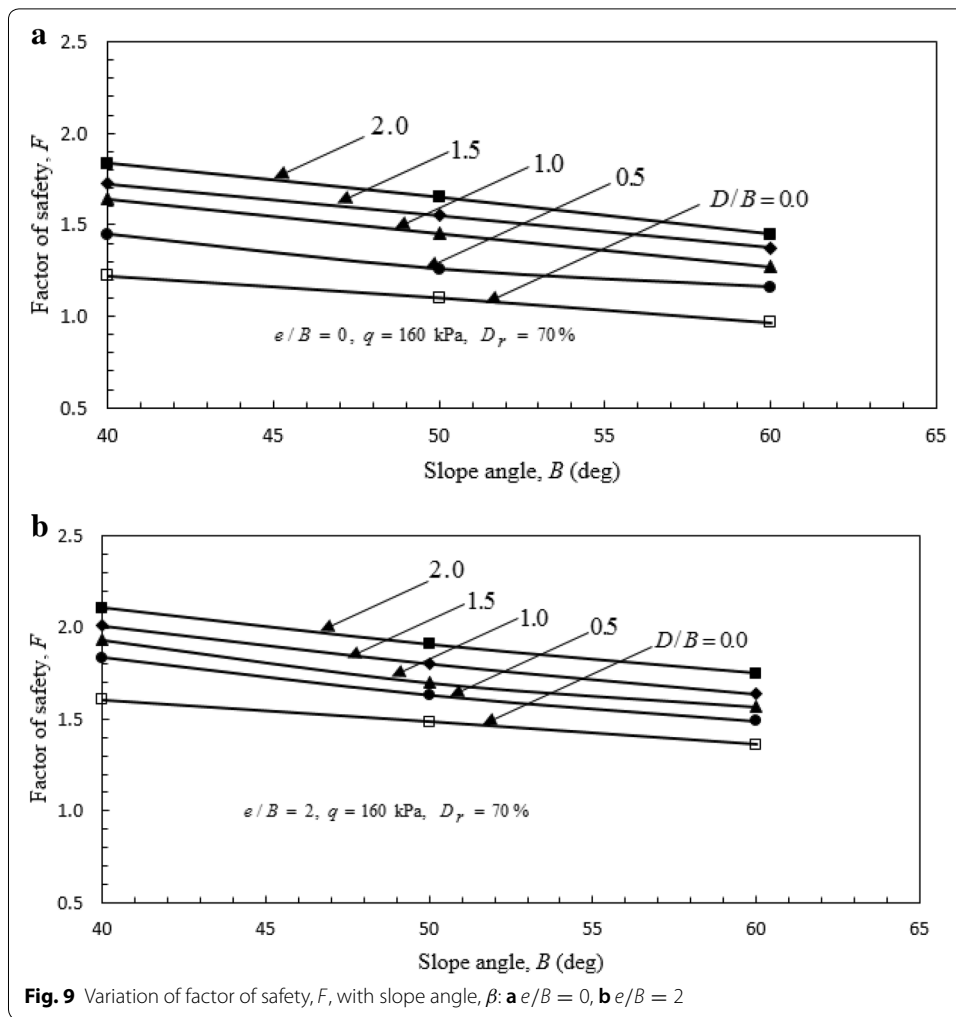 a
2.5
2.0
1.5
1.0
0.5
Factor of safety, F
2.0
1.5
1.0
0.5
D/B=0.0
e/B = 0, q = 160 kPa, D_r = 70%
40 45 50 55 60 65
Slope angle, B (deg)
b
2.5
2.0
1.5
1.0
0.5
Factor of safety, F
2.0
1.5
1.0
0.5
D/B=0.0
e/B = 2, q = 160 kPa, D_r = 70%
40 45 50 55 60 65
Slope angle, B (deg)
Fig. 9 Variation of factor of safety, F, with slope angle, β: a e/B = 0, b e/B = 2